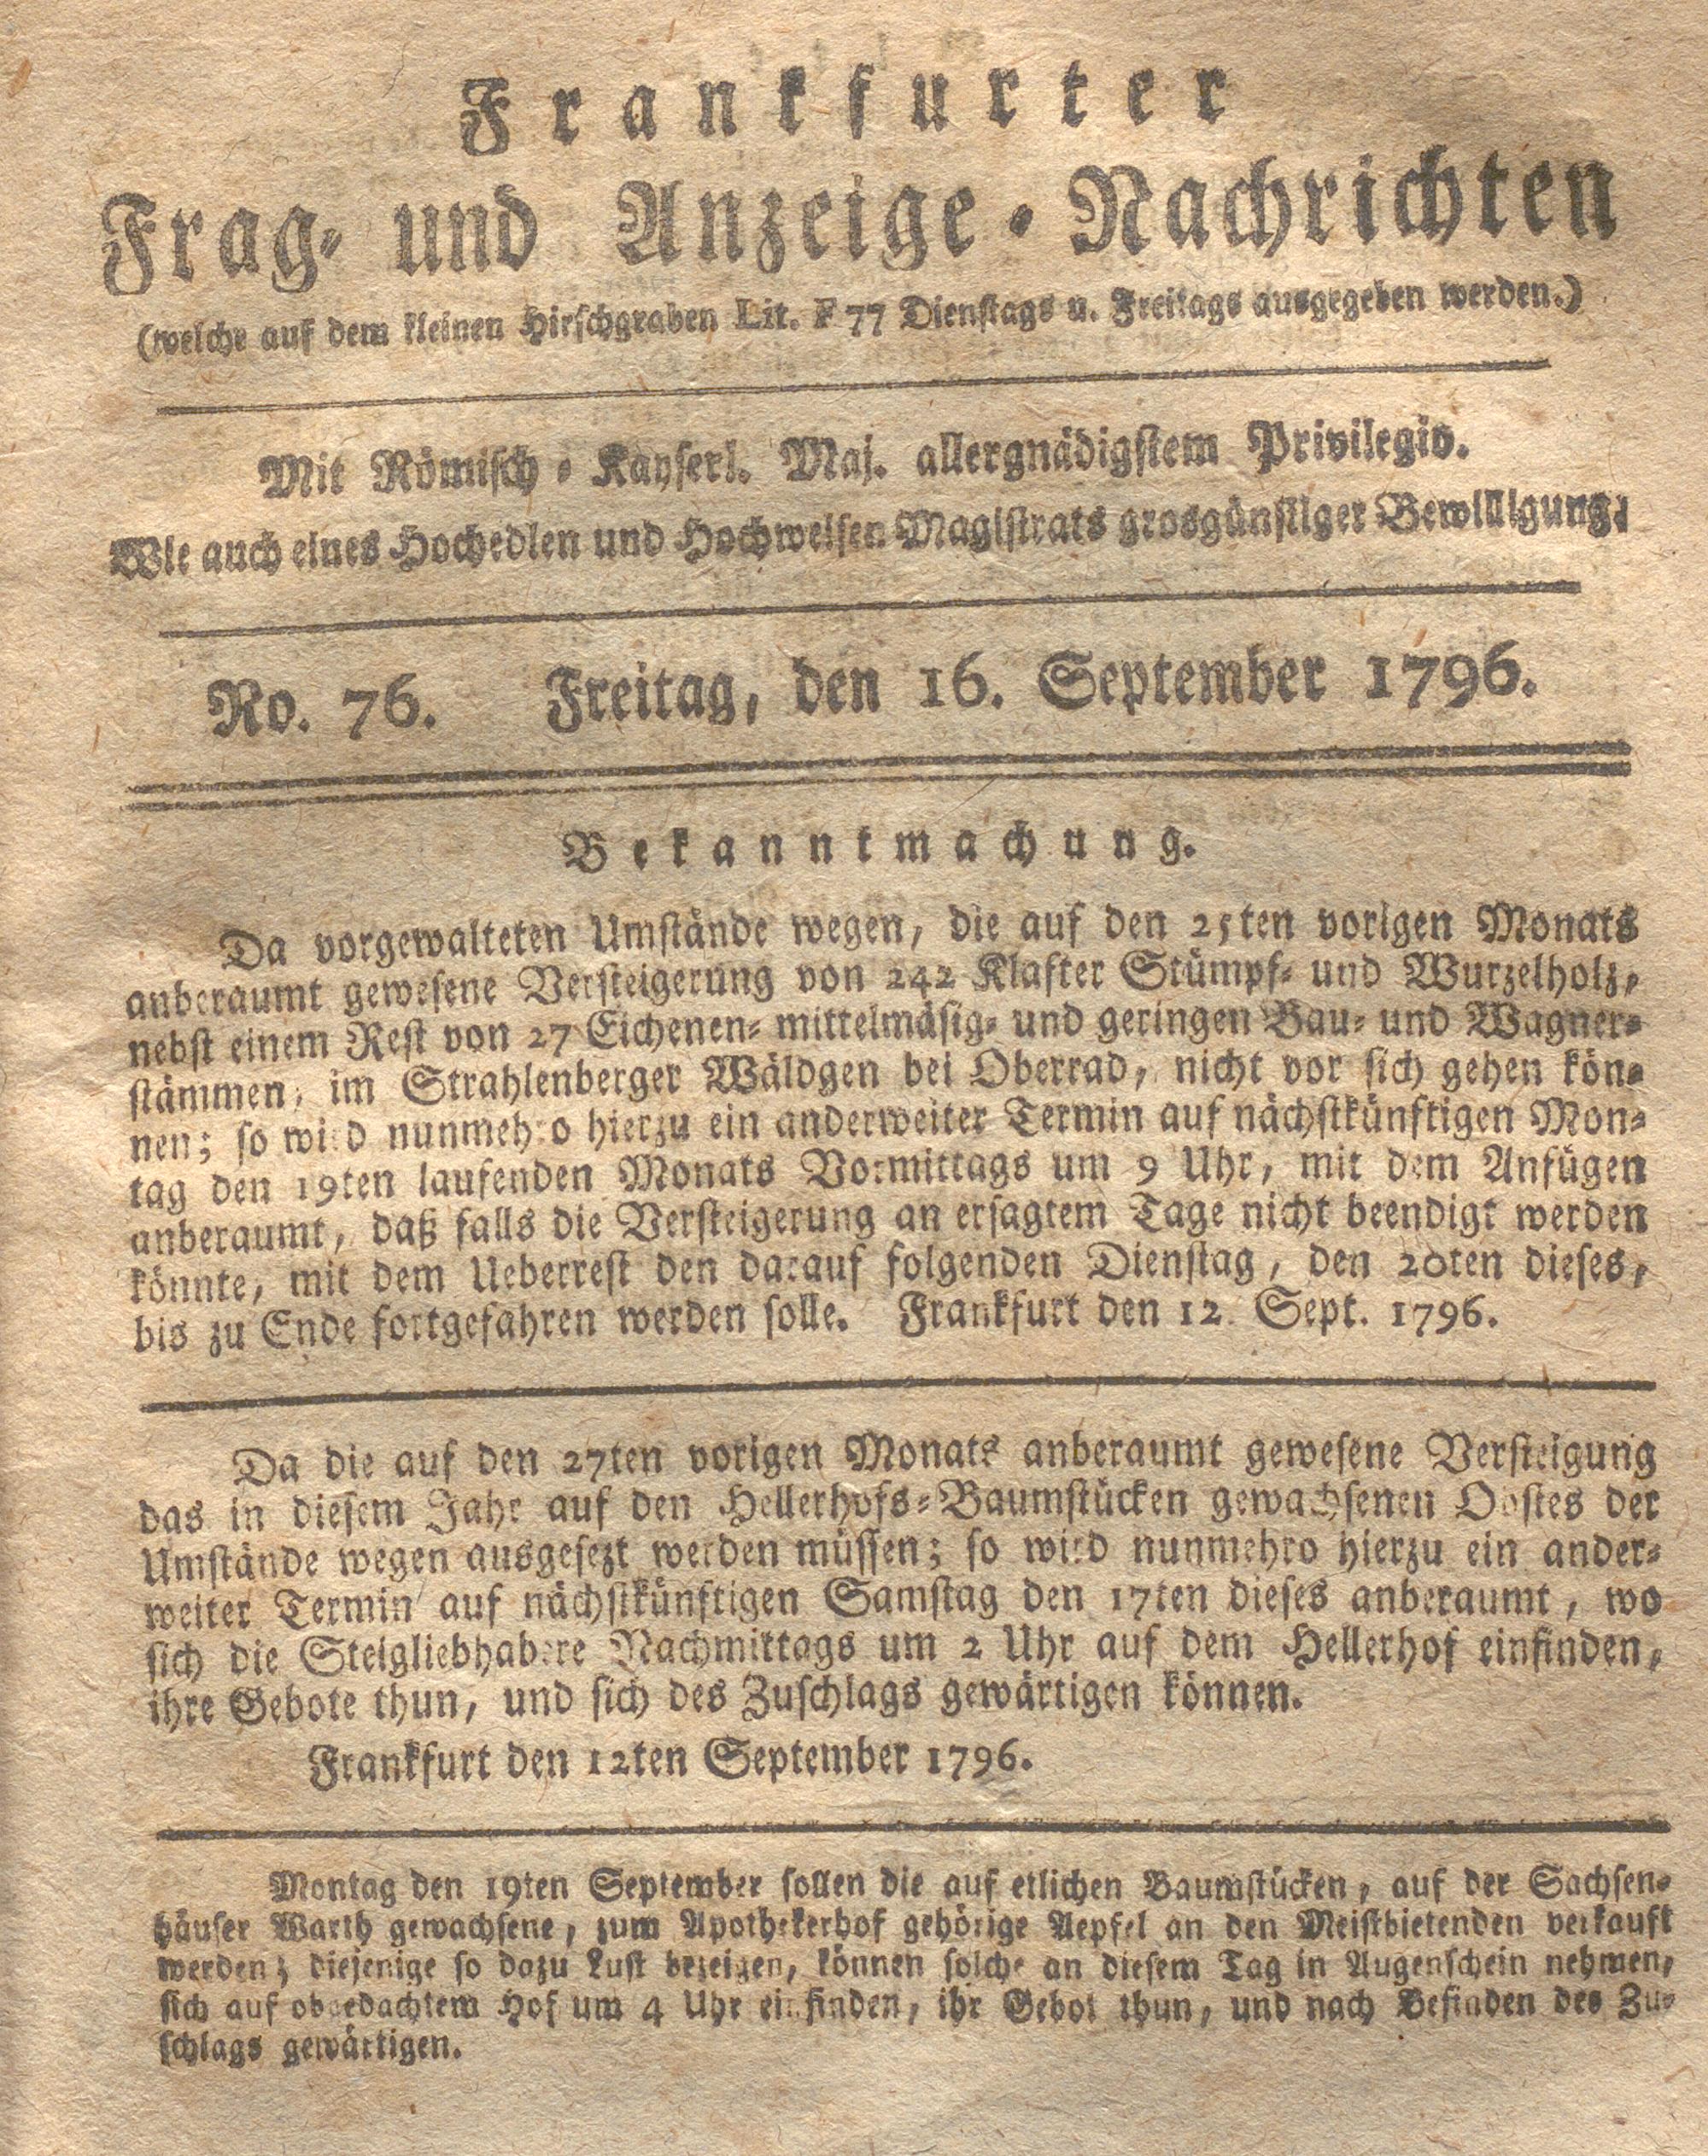 Frankfurter
Frag- und Anzeige-Nachrichten
(welche auf dem kleinen Hirschgraben Lit. F 77 Dienstags u. Freitags ausgegeben werden.)
Mit Römisch-Kayserl. Maj. allergnädigstem Privilegio.
Wie auch eines Hochedlen und Hochweisen Magistrats grosgünstiger Bewilligung.
No. 76. Freitag, den 16. September 1796.
Bekanntmachung.
Da vorgewalteten Umstände wegen, die auf den 25ten vorigen Monats
anberaumt gewesene Versteigerung von 242 Klafter Stümpf- und Wurzelholz,
nebst einem Rest von 27 Eichenen- mittelmäsig- und geringen Bau- und Wagner-
stämmen, im Strahlenberger Wäldgen bei Oberrad, nicht vor sich gehen kön-
nen; so wird nunmehro hierzu ein anderweiter Termin auf nächstkünftigen Mon-
tag den 19ten laufenden Monats Vormittags um 9 Uhr, mit dem Anfügen
anberaumt, daß falls die Versteigerung an ersagtem Tage nicht beendigt werden
könnte, mit dem Ueberrest den darauf folgenden Dienstag, den 20ten dieses,
bis zu Ende fortgefahren werden solle. Frankfurt den 12. Sept. 1796.
Da die auf den 27ten vorigen Monats anberaumt gewesene Versteigung
das in diesem Jahr auf den Hellerhofs-Baumstücken gewachsenen Obstes der
Umstände wegen ausgesezt werden müssen; so wird nunmehro hierzu ein ander-
weiter Termin auf nächstkünftigen Samstag den 17ten dieses anberaumt, wo
sich die Steigliebhabere Nachmittags um 2 Uhr auf dem Hellerhof einfinden,
ihre Gebote thun, und sich des Zuschlags gewärtigen können.
Frankfurt den 12ten September 1796.
Montag den 19ten September sollen die auf etlichen Baumstücken, auf der Sachsen-
häuser Warth gewachsene, zum Apothekerhof gehörige Aepfel an den Meistbietenden verkauft
werden; diejenige so dazu Lust bezeigen, können solche an diesem Tag in Augenschein nehmen,
sich auf obgedachtem Hof um 4 Uhr einfinden, ihr Gebot thun, und nach Befinden des Zu-
schlags gewärtigen.